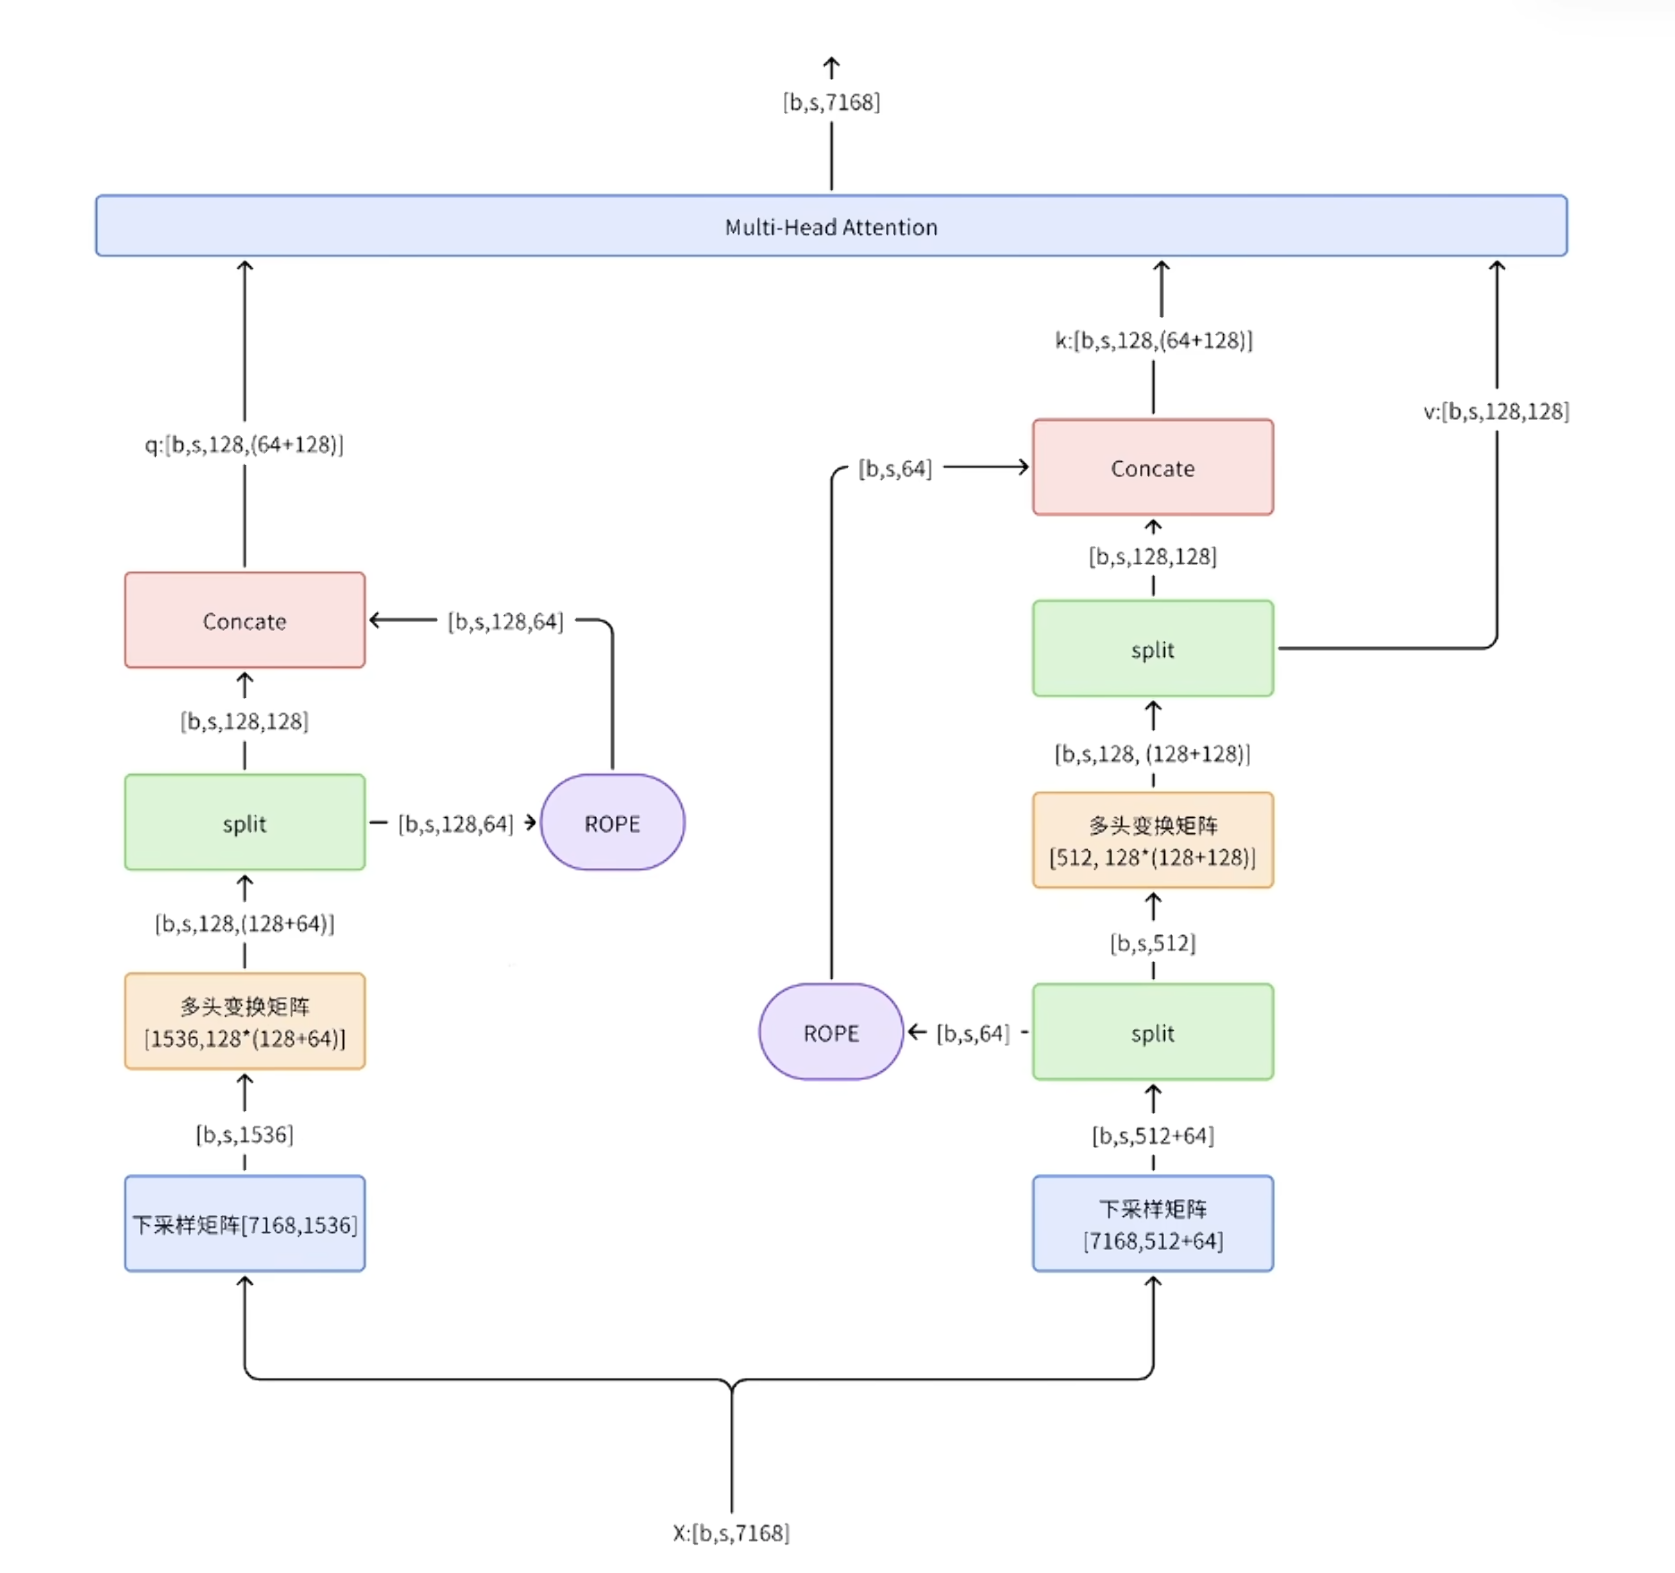 [b,s,7168]
Multi-Head Attention
k:[b,s,128,(64+128)]
v:[b,s,128,128]
q:[b,s,128,(64+128)]
[b,s,64]
Concate
[b,s,128,128]
Concate
[b,s,128,64]
split
[b,s,128,128]
[b,s,128, (128+128)]
split
[b,s,128,64]
ROPE
多头变换矩阵
[512, 128*(128+128)]
[b,s,128,(128+64)]
[b,s,512]
多头变换矩阵
[1536,128*(128+64)]
ROPE
[b,s,64]
split
[b,s,1536]
[b,s,512+64]
下采样矩阵[7168,1536]
下采样矩阵
[7168,512+64]
X:[b,s,7168]